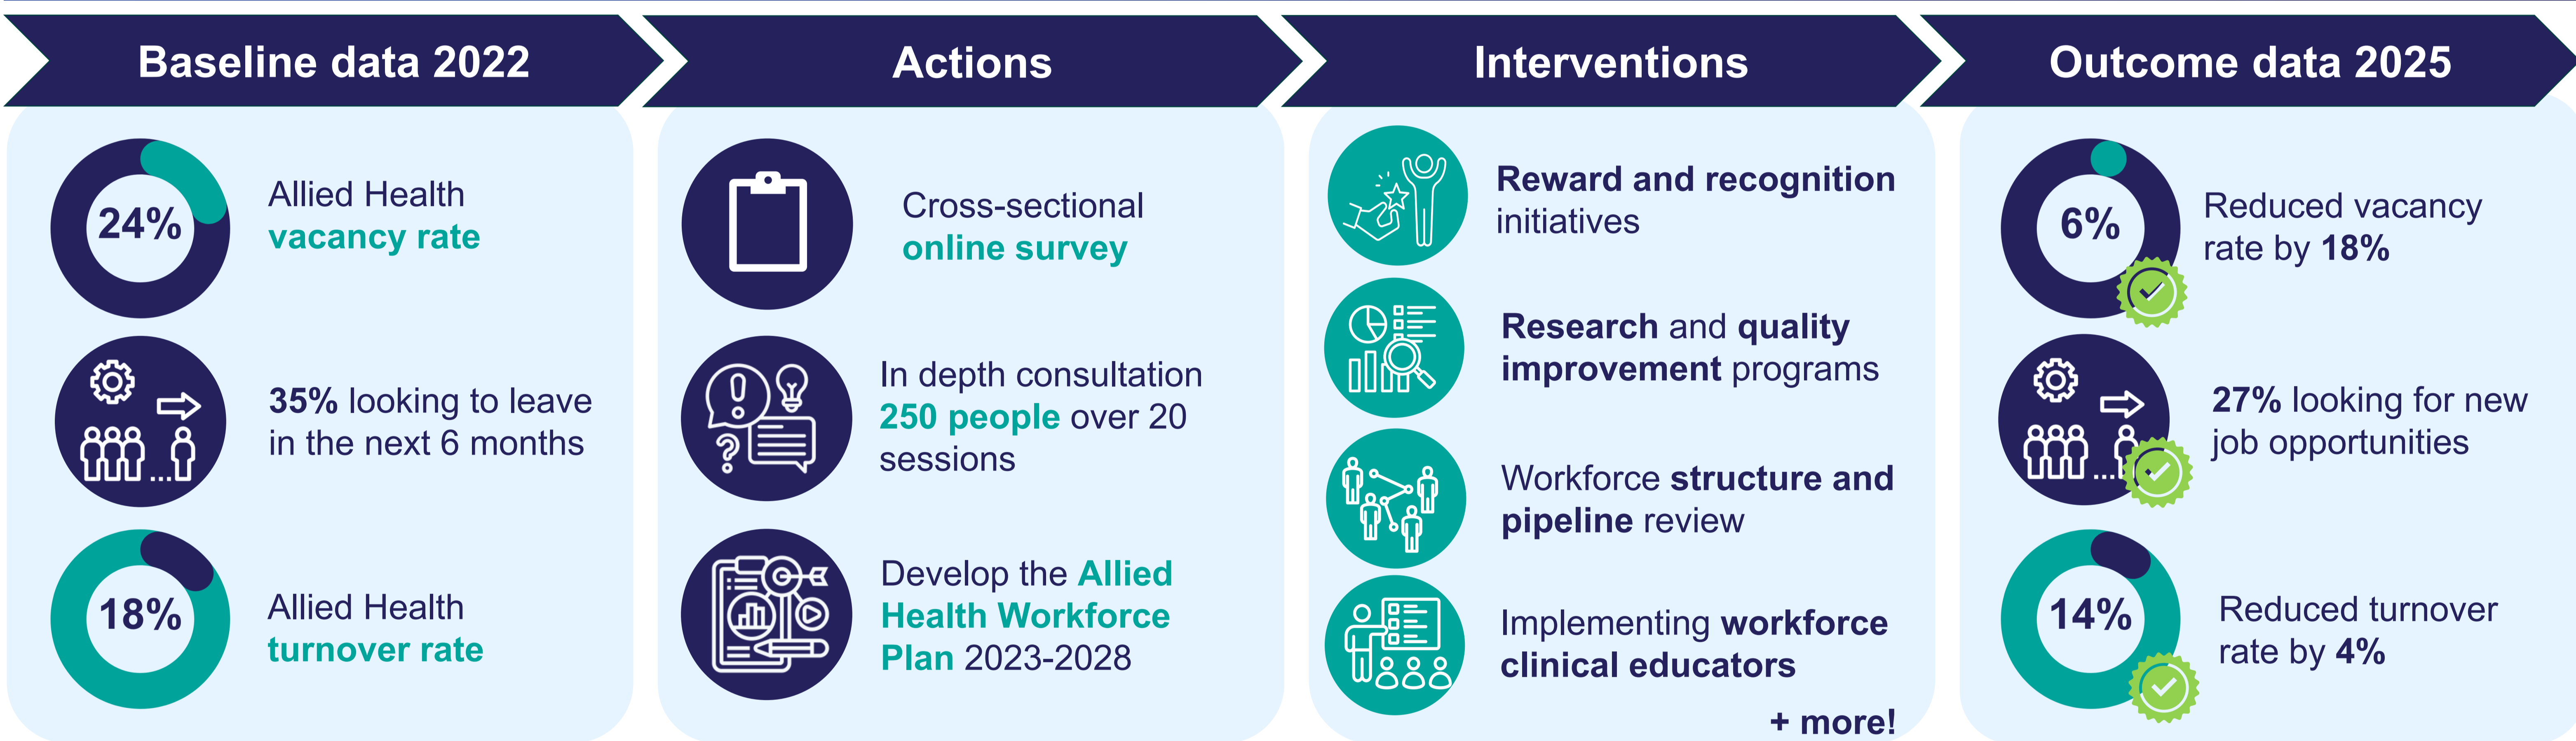 Baseline data 2022
24%
Allied Health
vacancy rate
35% looking to leave
in the next 6 months
18%
Allied Health
turnover rate
Actions
Cross-sectional
online survey
In depth consultation
250 people over 20
sessions
Develop the Allied
Health Workforce
Plan 2023-2028
Interventions
Reward and recognition
initiatives
Research and quality
improvement programs
Workforce structure and
pipeline review
Implementing workforce
clinical educators
+ more!
Outcome data 2025
6%
Reduced vacancy
rate by 18%
27% looking for new
job opportunities
14%
Reduced turnover
rate by 4%